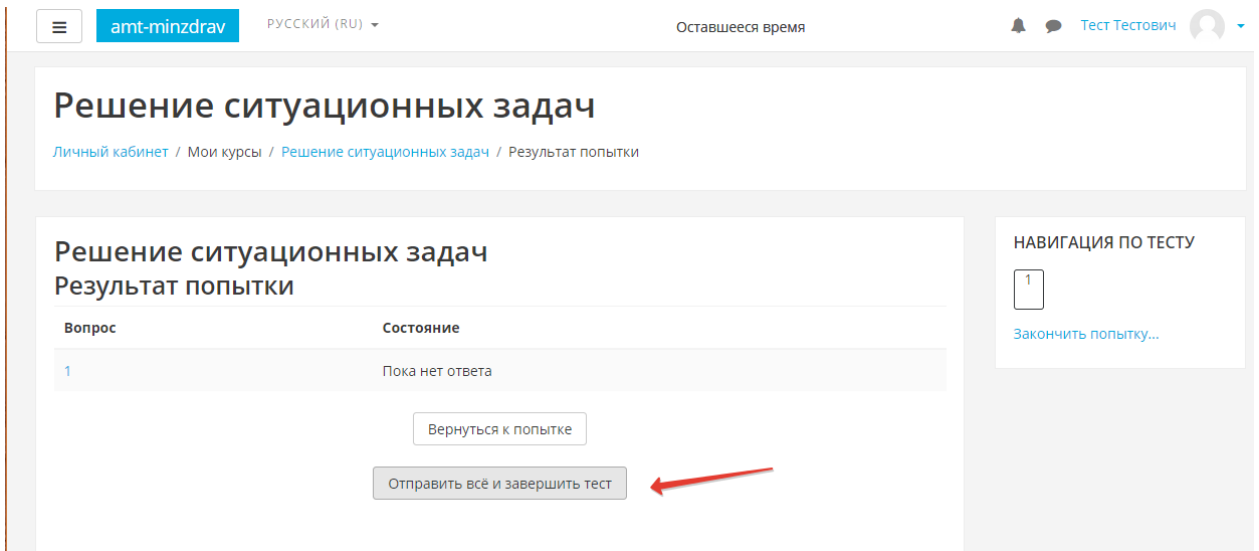 amt-minzdrav РУССКИЙ (RU) Оставшееся время Тест Тестович
Решение ситуационных задач
Личный кабинет / Мои курсы / Решение ситуационных задач / Результат попытки
Решение ситуационных задач
Результат попытки
Вопрос Состояние
1 Пока нет ответа
Вернуться к попытке
Отправить всё и завершить тест
НАВИГАЦИЯ ПО ТЕСТУ
1
Закончить попытку...